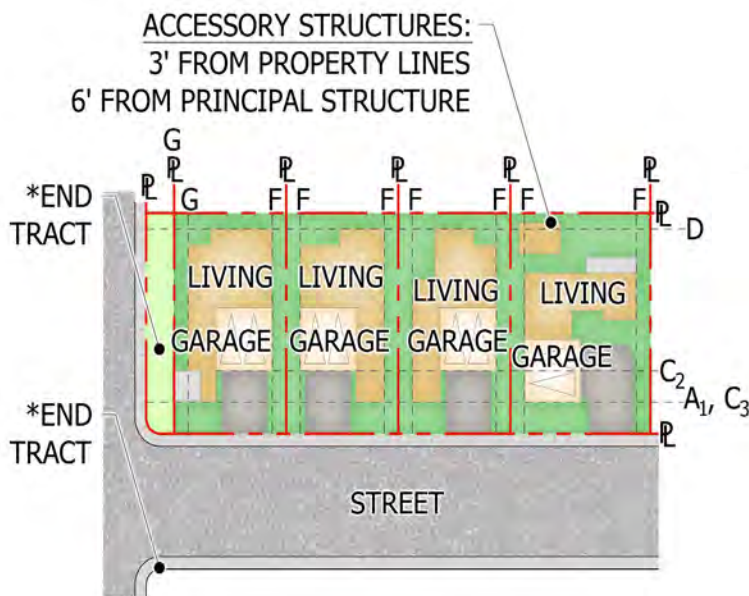 ACCESSORY STRUCTURES:
3' FROM PROPERTY LINES
6' FROM PRINCIPAL STRUCTURE
G
PL PL PL PL PL PL
*END
TRACT
G F F F F F F F
PL D
LIVING LIVING LIVING LIVING
GARAGE GARAGE GARAGE GARAGE
C2
A1, C3
*END
TRACT
PL
STREET